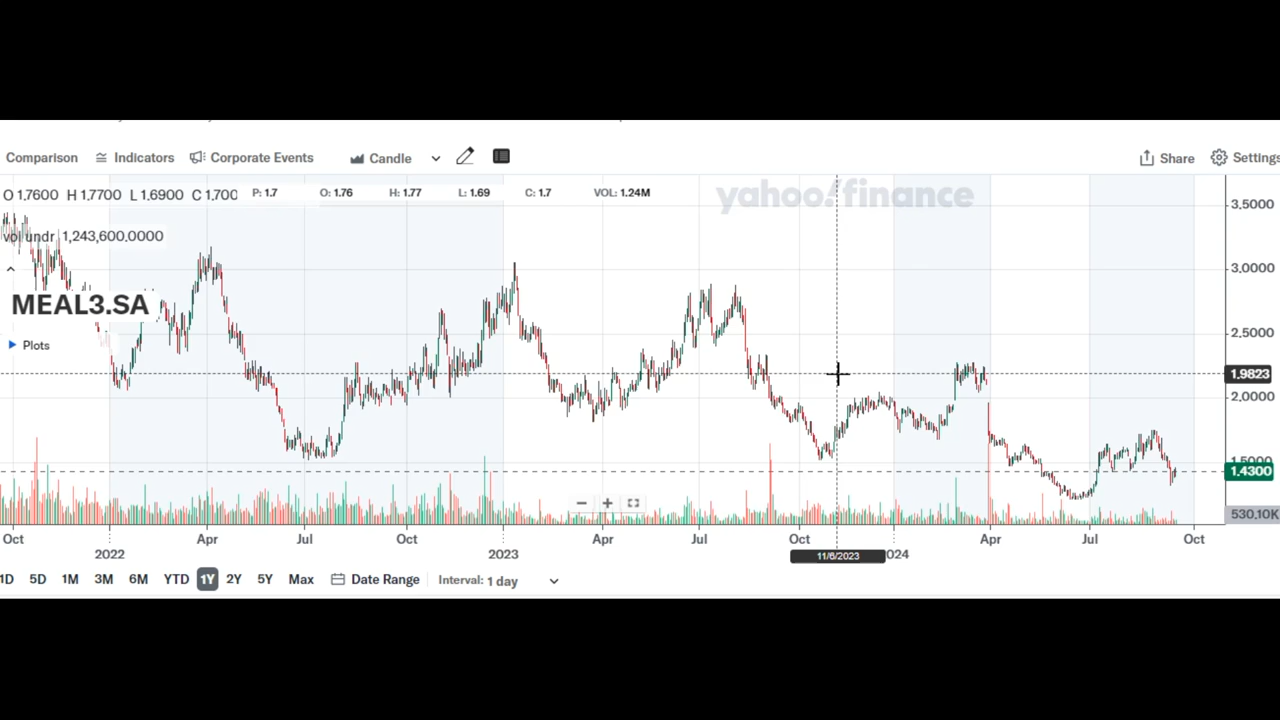 Comparison Indicators Corporate Events Candle Share Settings
O 1.7600 H 1.7700 L 1.6900 C 1.700 P: 1.7 O: 1.76 H: 1.77 L: 1.69 C: 1.7 VOL: 1.24M
yahoo!finance
3,5000
vol undr 1,243,600.0000
3,0000
MEAL3.SA
2,5000
Plots
1.9823
2,0000
1,5000
1,4300
530,10K
Oct Apr Jul Oct Apr Jul Oct Apr Jul Oct
2022 2023 11/6/2023 024
1D 5D 1M 3M 6M YTD 1Y 2Y 5Y Max Date Range Interval: 1 day